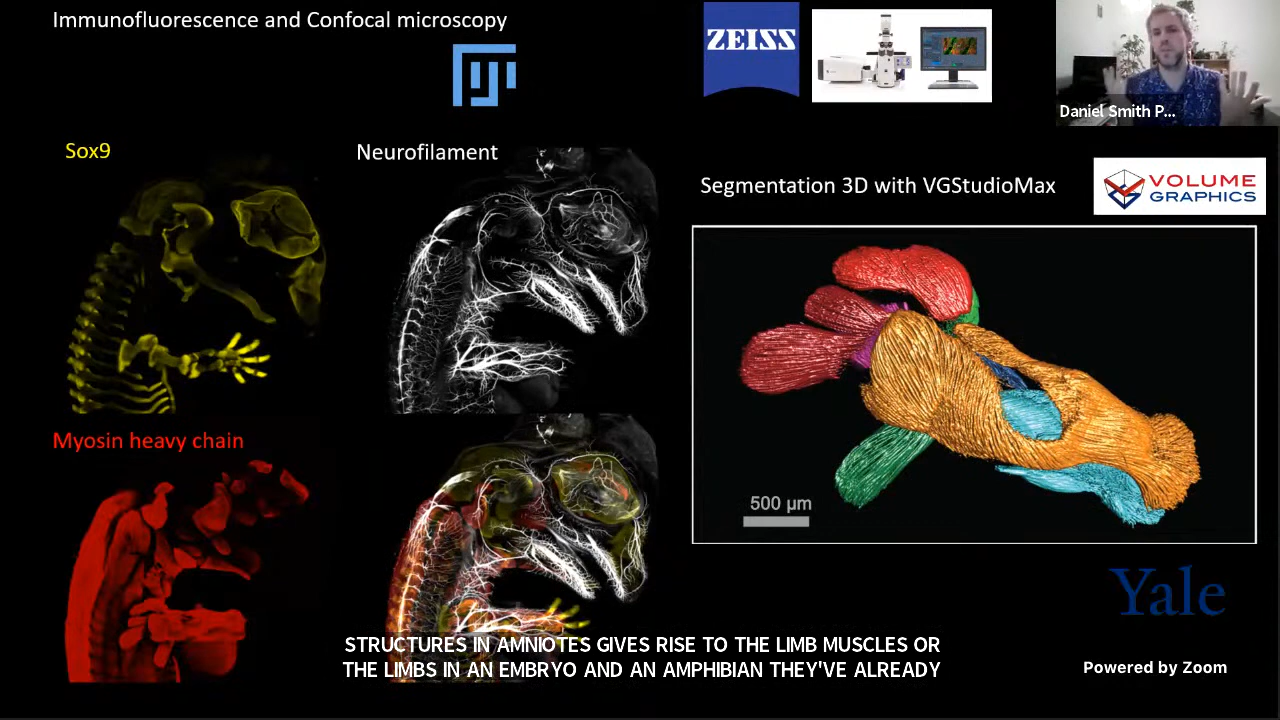 Immunofluorescence and Confocal microscopy
ZEISS
Daniel Smith P...
Sox9
Neurofilament
Segmentation 3D with VGStudioMax
VOLUME
GRAPHICS
Myosin heavy chain
500 µm
Yale
STRUCTURES IN AMNIOTES GIVES RISE TO THE LIMB MUSCLES OR
THE LIMBS IN AN EMBRYO AND AN AMPHIBIAN THEY'VE ALREADY
Powered by Zoom